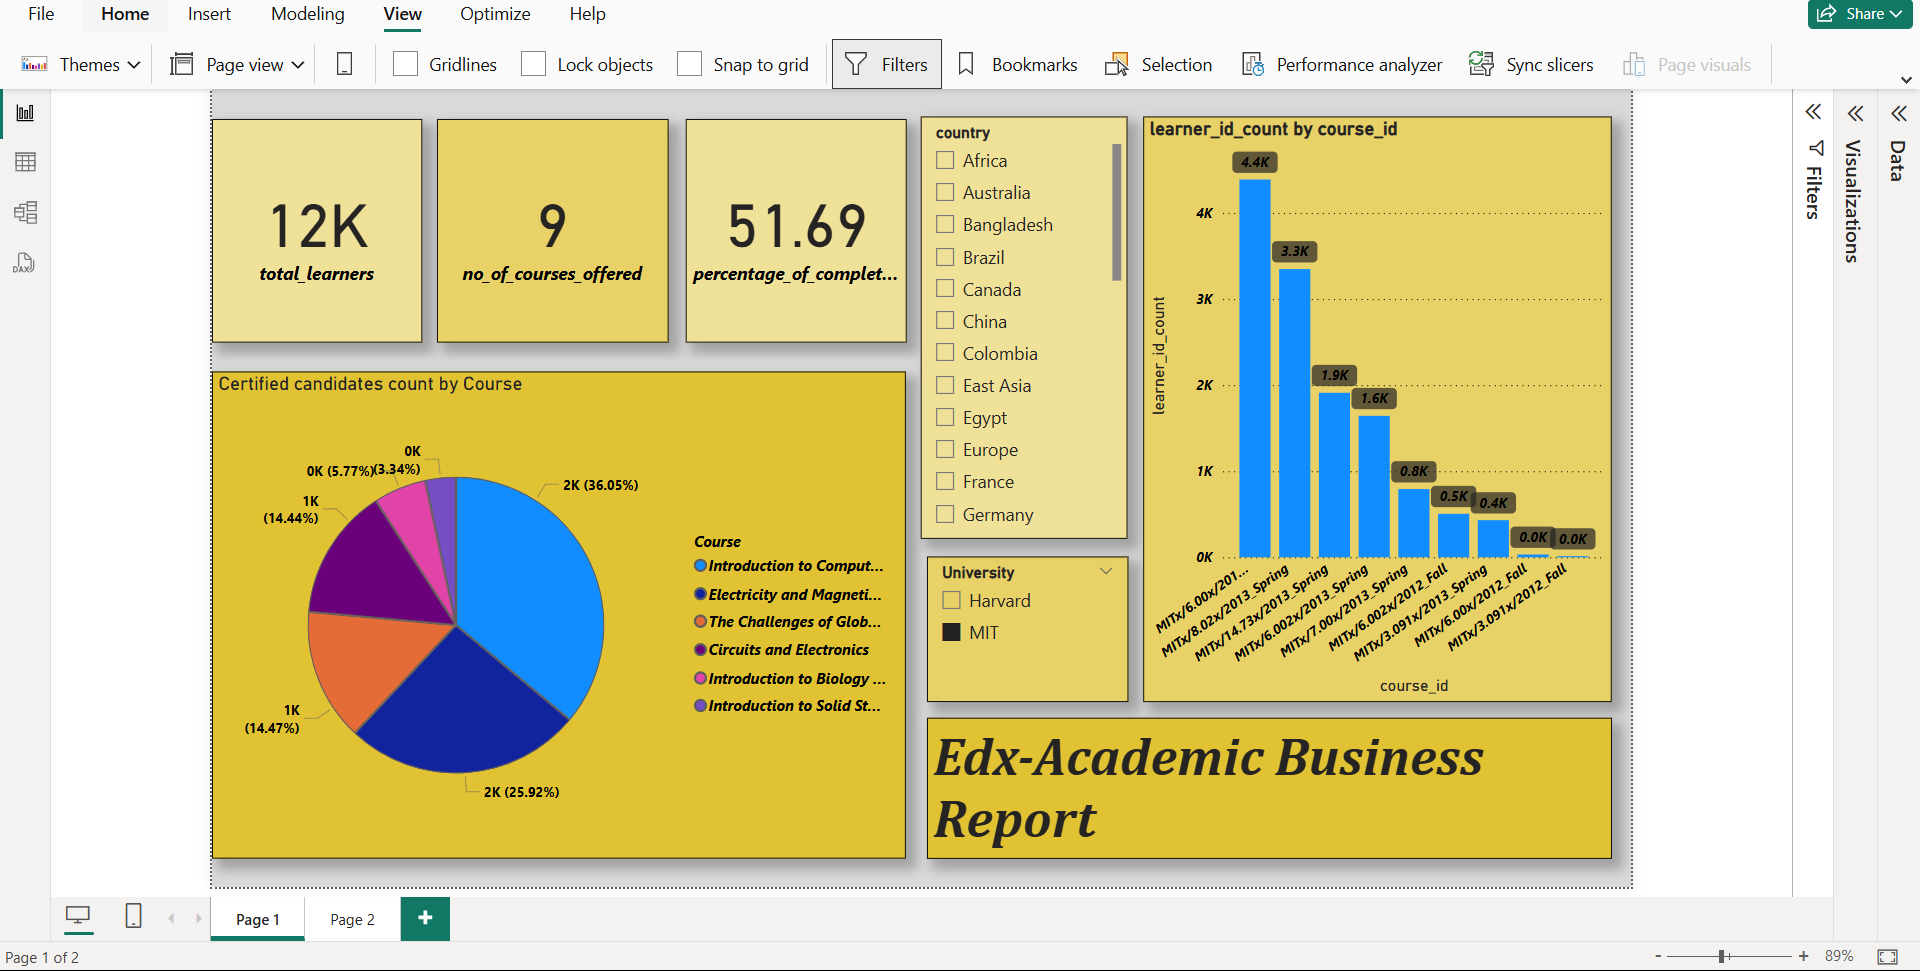 File Home Insert Modeling View Optimize Help Share
Themes Page view Gridlines Lock objects Snap to grid Filters Bookmarks Selection Performance analyzer Sync slicers Page visuals
12K
total_learners
9
no_of_courses_offered
51.69
percentage_of_complet...
country
Africa
Australia
Bangladesh
Brazil
Canada
China
Colombia
East Asia
Egypt
Europe
France
Germany
learner_id_count by course_id
4.4K
3.3K
1.9K
1.6K
0.8K
0.5K
0.4K
0.0K
0.0K
4K
3K
2K
1K
0K
learner_id_count
MITx/6.00x/201...
MITx/8.02x/2013_Spring
MITx/14.73x/2013_Spring
MITx/6.002x/2013_Spring
MITx/7.00x/2013_Spring
MITx/6.002x/2012_Fall
MITx/3.091x/2013_Spring
MITx/6.00x/2012_Fall
MITx/3.091x/2012_Fall
course_id
Filters
Visualizations
Data
Certified candidates count by Course
0K
(3.34%)
0K (5.77%)
1K
(14.44%)
1K
(14.47%)
2K (36.05%)
2K (25.92%)
Course
Introduction to Comput...
Electricity and Magneti...
The Challenges of Glob...
Circuits and Electronics
Introduction to Biology ...
Introduction to Solid St...
University
Harvard
MIT
Edx-Academic Business
Report
Page 1 Page 2 +
Page 1 of 2
- + 89%
DAX